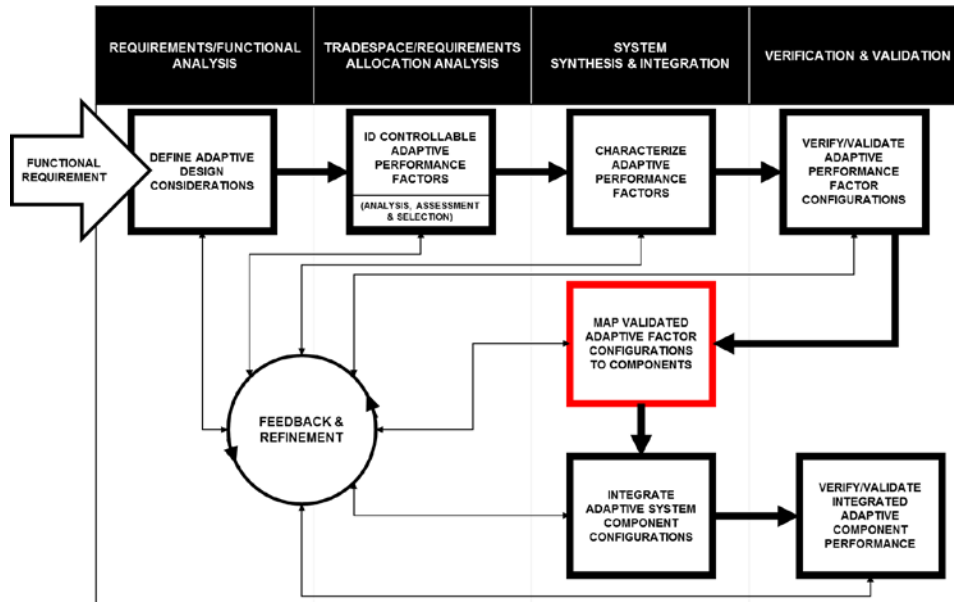 REQUIREMENTS/FUNCTIONAL
ANALYSIS
TRADESPACE/REQUIREMENTS
ALLOCATION ANALYSIS
SYSTEM
SYNTHESIS & INTEGRATION
VERIFICATION & VALIDATION
FUNCTIONAL
REQUIREMENT
DEFINE ADAPTIVE
DESIGN
CONSIDERATIONS
ID CONTROLLABLE
ADAPTIVE
PERFORMANCE
FACTORS
(ANALYSIS, ASSESSMENT
& SELECTION)
CHARACTERIZE
ADAPTIVE
PERFORMANCE
FACTORS
VERIFY/VALIDATE
ADAPTIVE
PERFORMANCE
FACTOR
CONFIGURATIONS
MAP VALIDATED
ADAPTIVE FACTOR
CONFIGURATIONS
TO COMPONENTS
FEEDBACK &
REFINEMENT
INTEGRATE
ADAPTIVE SYSTEM
COMPONENT
CONFIGURATIONS
VERIFY/VALIDATE
INTEGRATED
ADAPTIVE
COMPONENT
PERFORMANCE